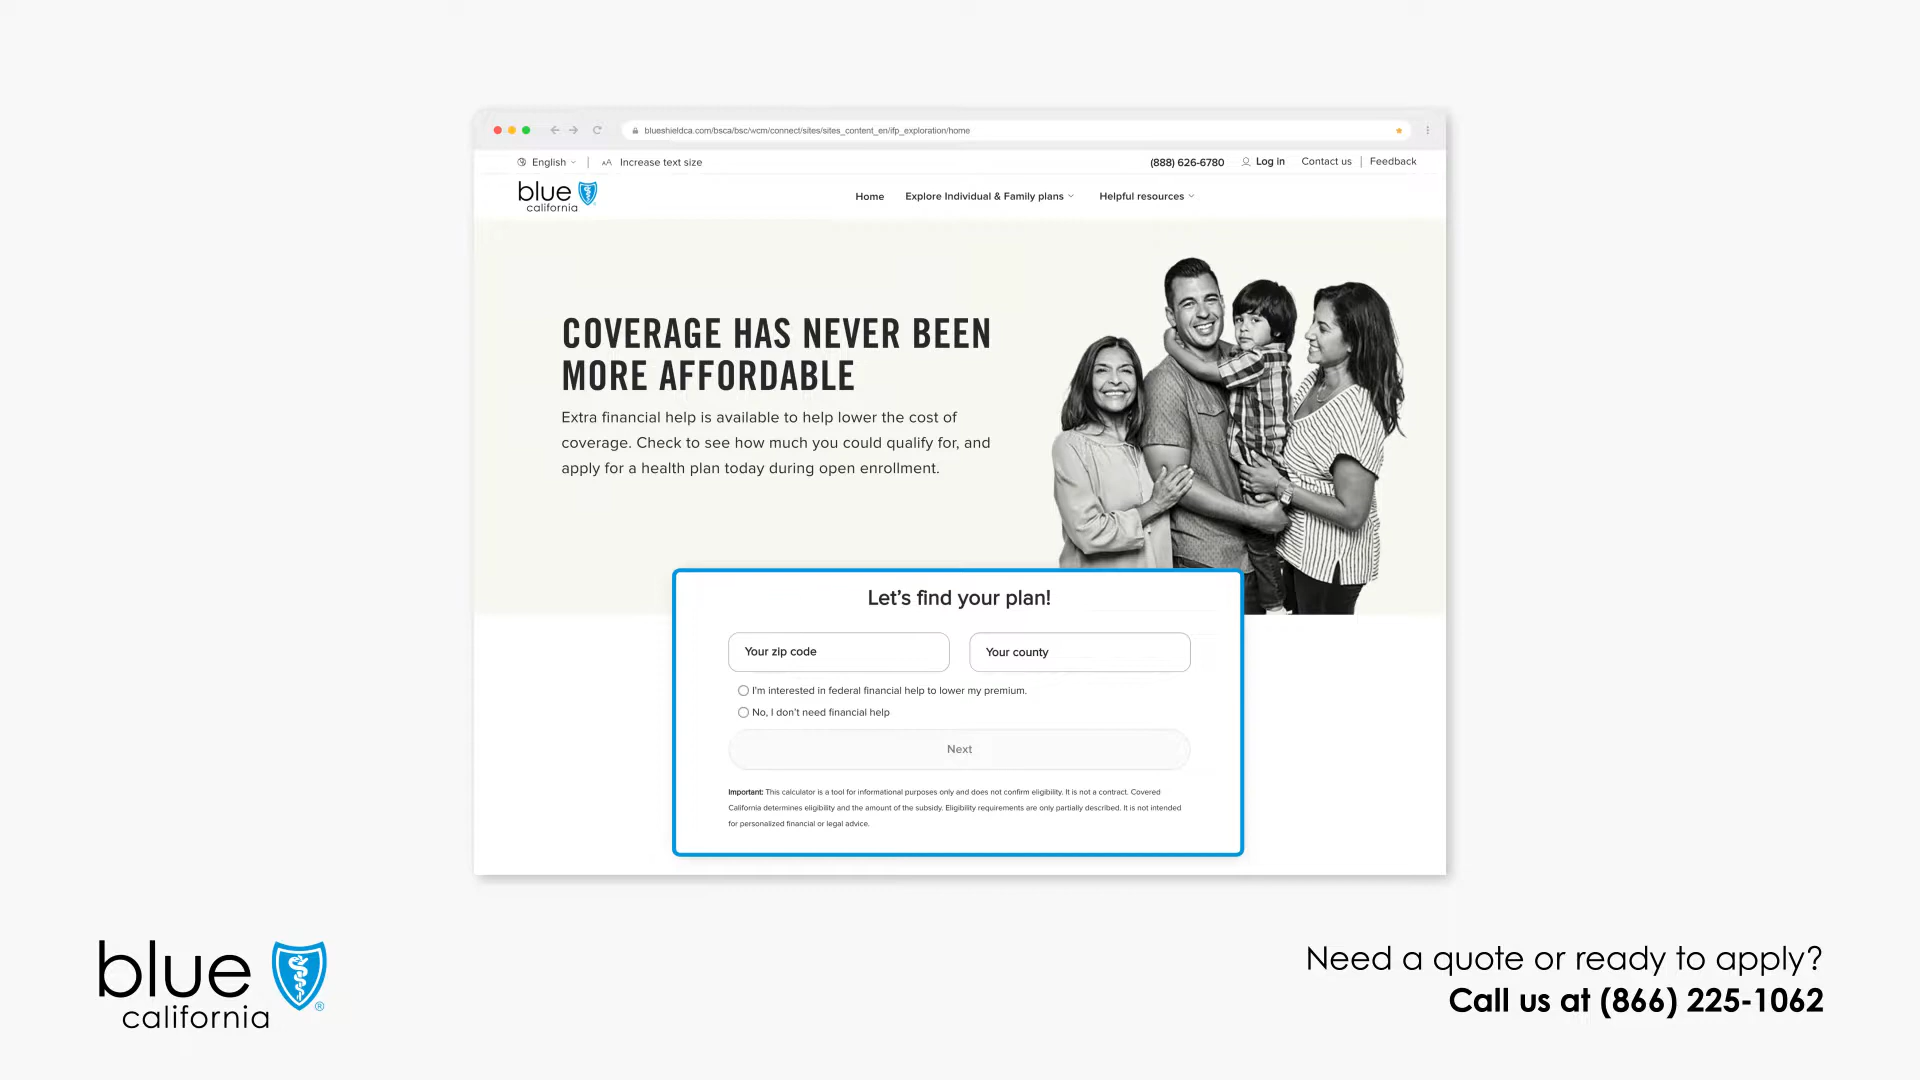 blueshieldca.com/bsca/bsc/wcm/connect/sites/sites_content_en/ifp_exploration/home
English
AA Increase text size
(888) 626-6780
Log in
Contact us | Feedback
blue
california
Home
Explore Individual & Family plans
Helpful resources
COVERAGE HAS NEVER BEEN
MORE AFFORDABLE
Extra financial help is available to help lower the cost of
coverage. Check to see how much you could qualify for, and
apply for a health plan today during open enrollment.
Let’s find your plan!
Your zip code
Your county
I'm interested in federal financial help to lower my premium.
No, I don’t need financial help
Next
Important: This calculator is a tool for informational purposes only and does not confirm eligibility. It is not a contract. Covered
California determines eligibility and the amount of the subsidy. Eligibility requirements are only partially described. It is not intended
for personalized financial or legal advice.
blue ®
california
Need a quote or ready to apply?
Call us at (866) 225-1062